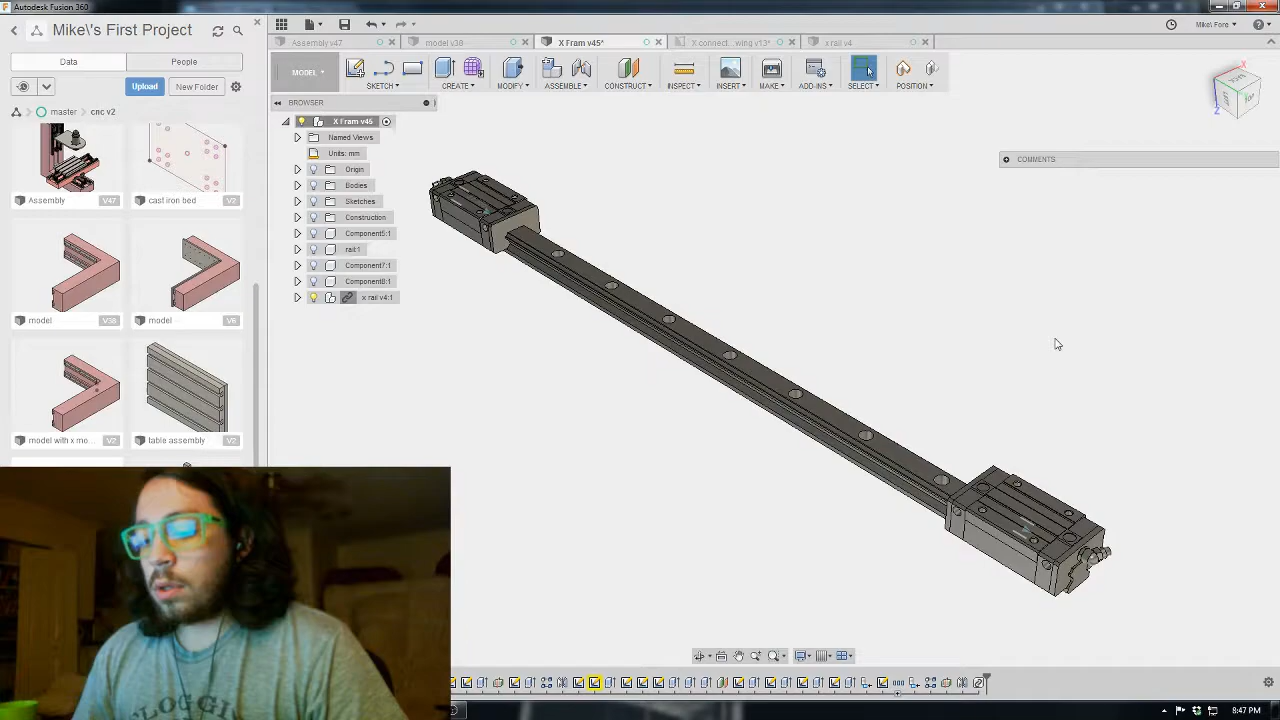 Autodesk Fusion 360
Mike\'s First Project
Data People
Upload New Folder
master cnc v2
Assembly V47
cast iron bed V2
model V38
model V6
model with x mo... V2
table assembly V2
Assembly v47
model v38
X Fram v45*
X connect...wing v13*
x rail v4
Mike\' Fore
MODEL
SKETCH
CREATE
MODIFY
ASSEMBLE
CONSTRUCT
INSPECT
INSERT
MAKE
ADD-INS
SELECT
POSITION
BROWSER
X Fram v45
Named Views
Units: mm
Origin
Bodies
Sketches
Construction
Component5:1
rail:1
Component7:1
Component8:1
x rail v4:1
COMMENTS
8:47 PM